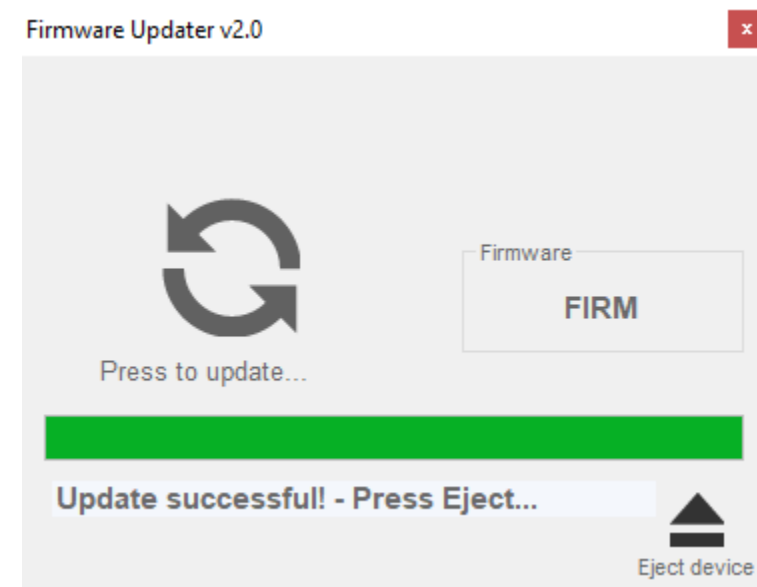 Firmware Updater v2.0
x
Firmware
FIRM
Press to update...
Update successful! - Press Eject...
Eject device